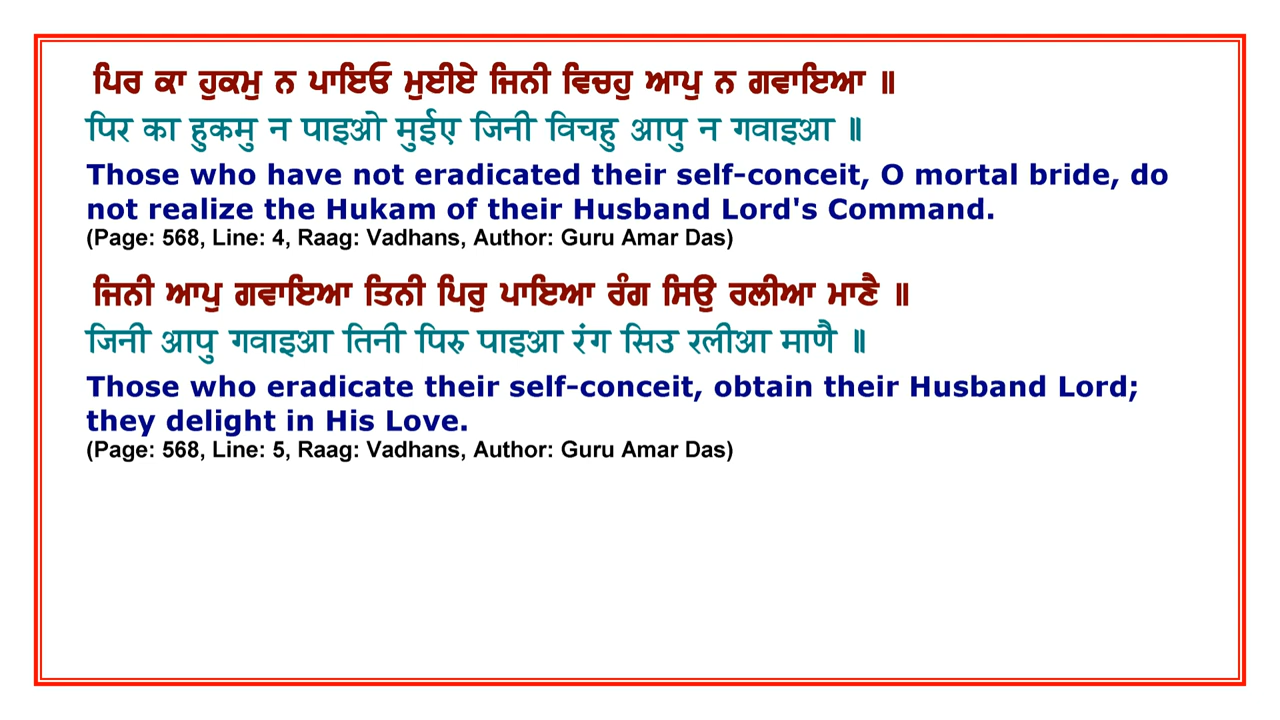 ਪਿਰ ਕਾ ਹੁਕਮੁ ਨ ਪਾਇਓ ਮੁਈਏ ਜਿਨੀ ਵਿਚਹੁ ਆਪੁ ਨ ਗਵਾਇਆ ॥
पिर का हुकमु न पाइओ मुईए जिनी विचहु आपु न गवाइआ ॥
Those who have not eradicated their self-conceit, O mortal bride, do
not realize the Hukam of their Husband Lord's Command.
(Page: 568, Line: 4, Raag: Vadhans, Author: Guru Amar Das)
ਜਿਨੀ ਆਪੁ ਗਵਾਇਆ ਤਿਨੀ ਪਿਰੁ ਪਾਇਆ ਰੰਗ ਸਿਉ ਰਲੀਆ ਮਾਣੈ ॥
जिनी आपु गवाइआ तिनी पिरु पाइआ रंग सिउ रलीआ माणै ॥
Those who eradicate their self-conceit, obtain their Husband Lord;
they delight in His Love.
(Page: 568, Line: 5, Raag: Vadhans, Author: Guru Amar Das)